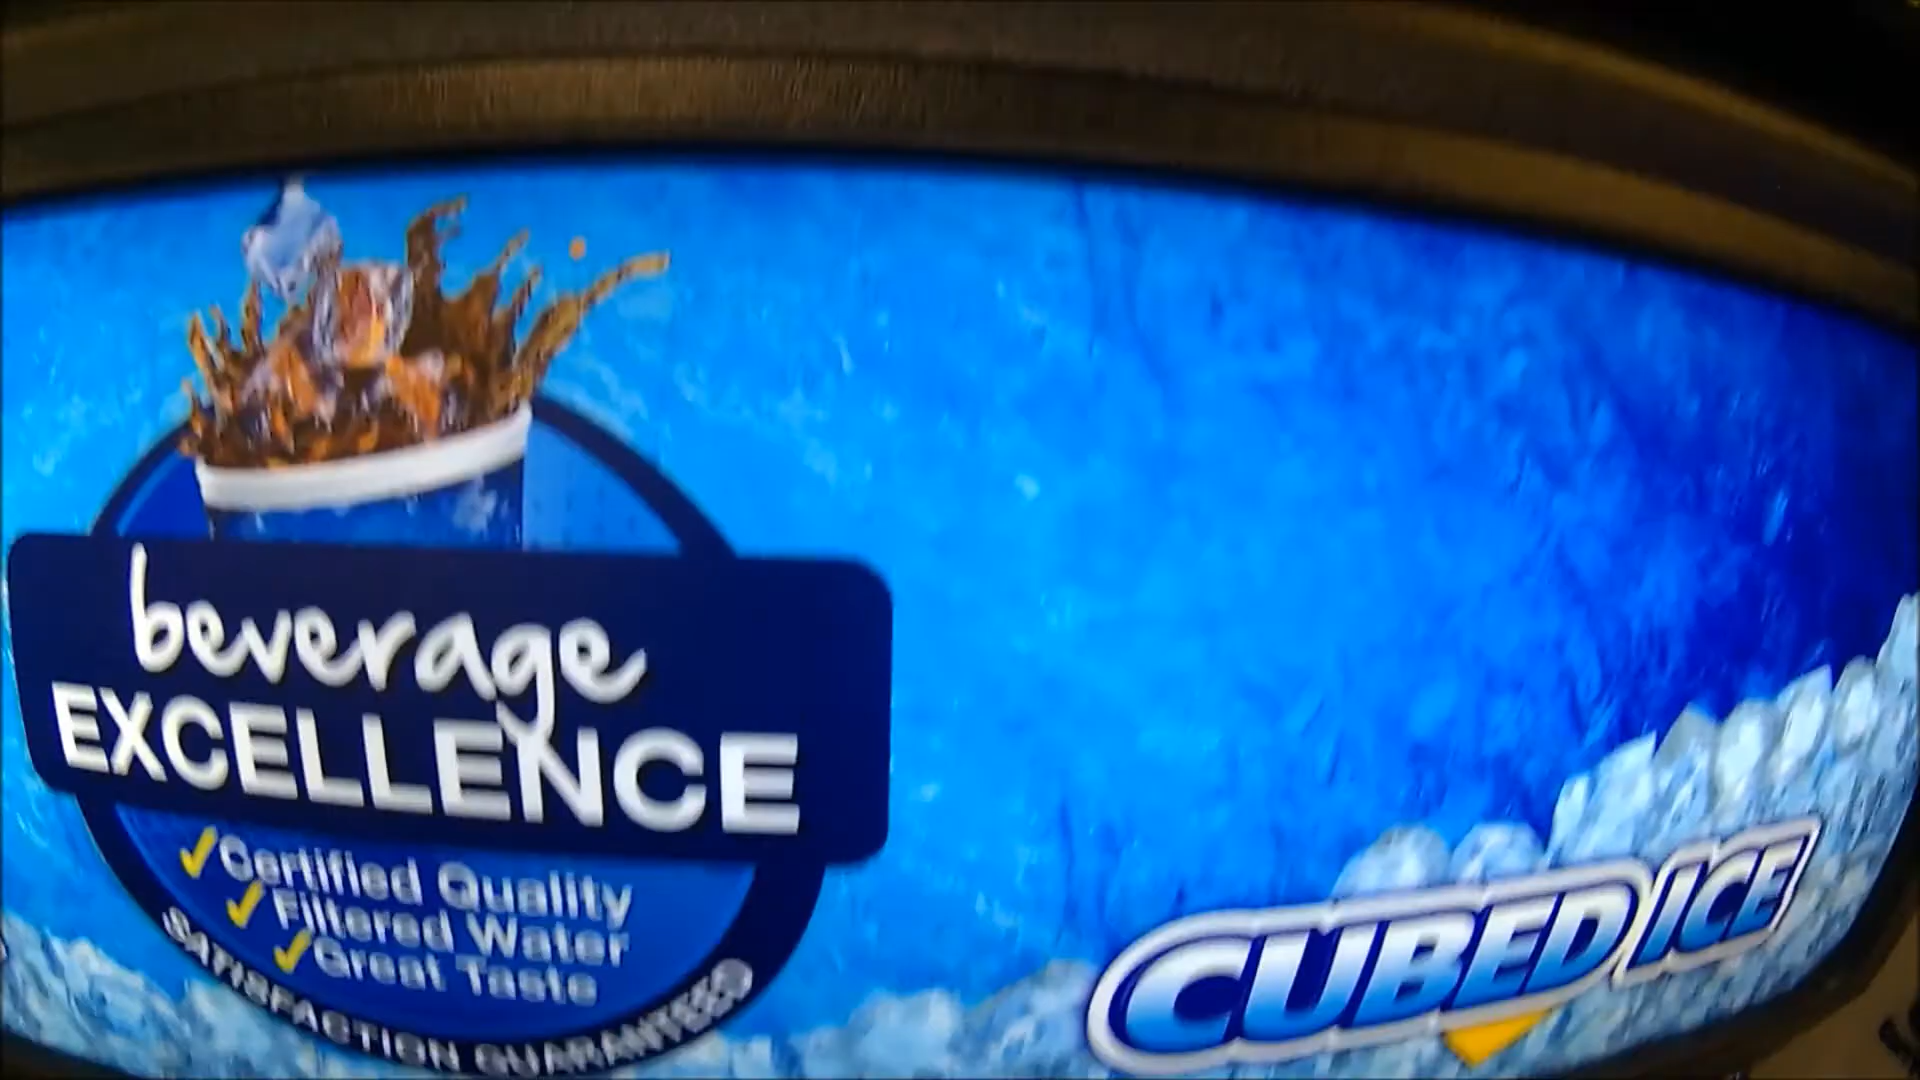 beverage
EXCELLENCE
✓Certified Quality
✓Filtered Water
✓Great Taste
SATISFACTION GUARANTEED
CUBED ICE